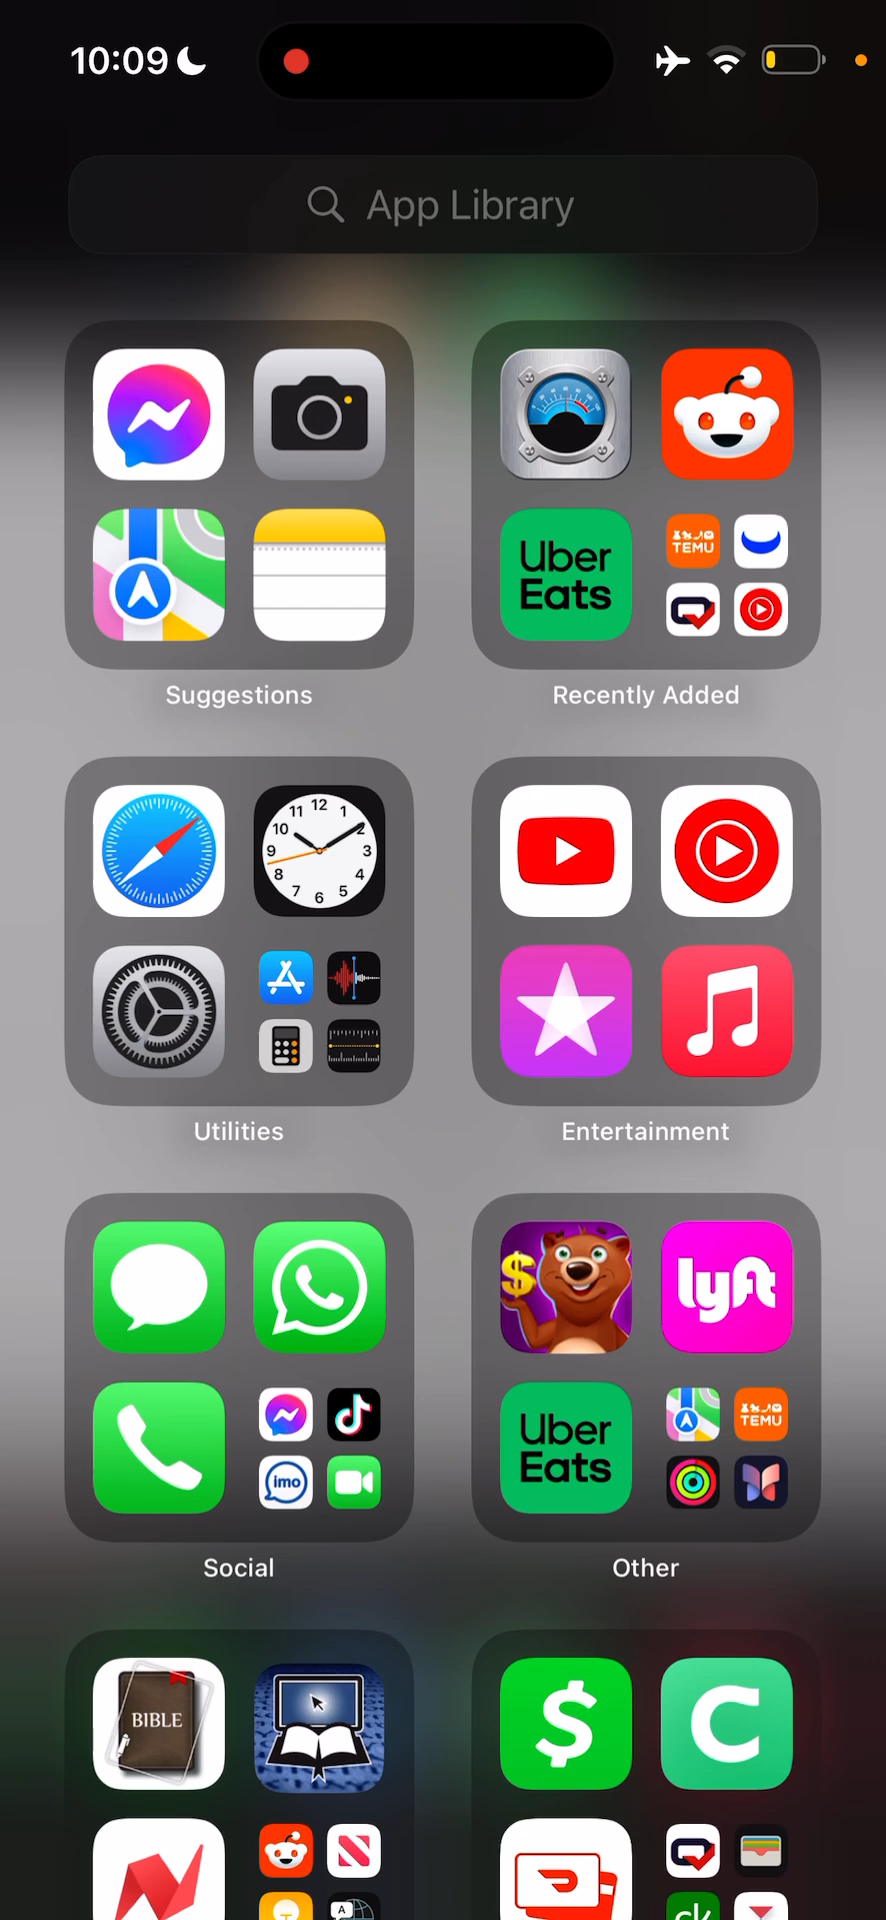 10:09
App Library
Uber
Eats
TEMU
Suggestions
Recently Added
12
11
1
10
2
9
3
8
4
7
5
6
Utilities
Entertainment
$
lyft
imo
Uber
Eats
TEMU
Social
Other
BIBLE
$
C
A
ck